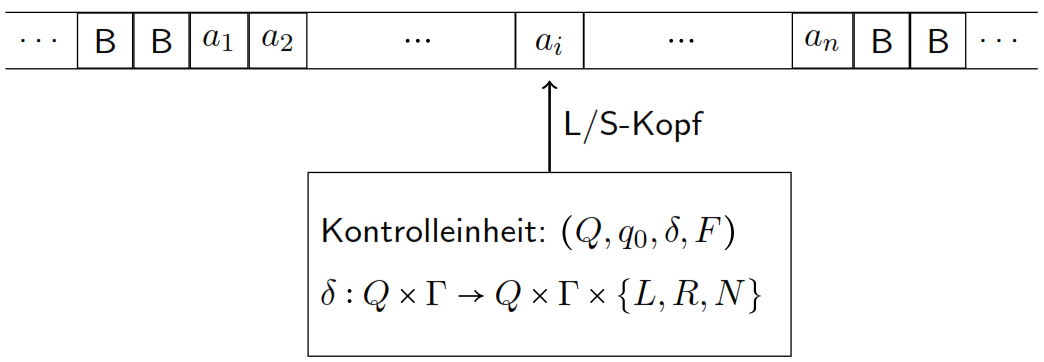 ··· B B a₁ a₂ ... aᵢ ... aₙ B B ···
L/S-Kopf
Kontrolleinheit: (Q, q₀, δ, F)
δ : Q × Γ → Q × Γ × {L, R, N}